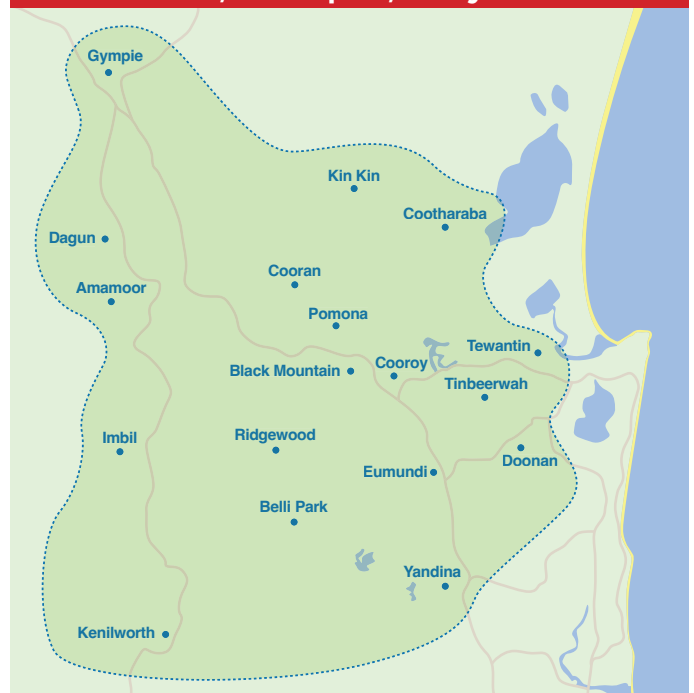 Gympie
Kin Kin
Cootharaba
Dagun
Cooran
Amamoor
Pomona
Tewantin
Black Mountain
Cooroy
Tinbeerwah
Imbil
Ridgewood
Doonan
Eumundi
Belli Park
Yandina
Kenilworth